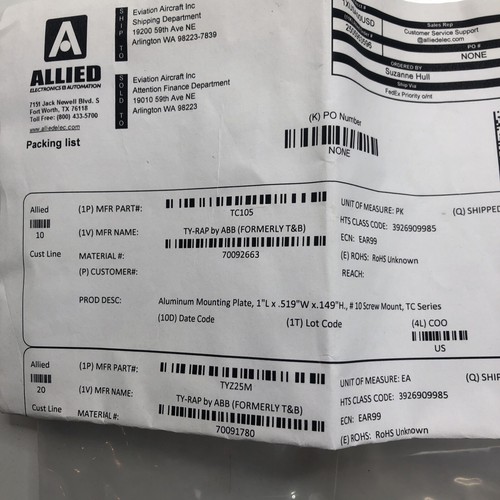 ALLIED
ELECTRONICS & AUTOMATION
7151 Jack Newell Blvd. S
Fort Worth, TX 76118
Toll Free: (800) 433-5700
www.alliedelec.com
Packing list
SHIP TO
Eviation Aircraft Inc
Shipping Department
19200 59th Ave NE
Arlington WA 98223-7839
SOLD TO
Eviation Aircraft Inc
Attention Finance Department
19010 59th Ave NE
Arlington WA 98223
Sales Rep
Customer Service Support
@alliedelec.com
PO #
NONE
ORDERED BY
Suzanne Hull
Ship Via
FedEx Priority o/nt
(K) PO Number
NONE
Allied
10
Cust Line
(1P) MFR PART#:
TC105
(1V) MFR NAME:
TY-RAP by ABB (FORMERLY T&B)
MATERIAL #:
70092663
(P) CUSTOMER#:
UNIT OF MEASURE: PK
(Q) SHIPPED
HTS CLASS CODE: 3926909985
ECN: EAR99
(E) ROHS: RoHS Unknown
REACH:
PROD DESC: Aluminum Mounting Plate, 1"L x .519"W x.149"H., # 10 Screw Mount, TC Series
(10D) Date Code
(1T) Lot Code
(4L) COO
US
Allied
20
Cust Line
(1P) MFR PART#:
TYZ25M
(1V) MFR NAME:
TY-RAP by ABB (FORMERLY T&B)
MATERIAL #:
70091780
UNIT OF MEASURE: EA
(Q) SHIP
HTS CLASS CODE: 3926909985
ECN: EAR99
(E) ROHS: RoHS Unknown